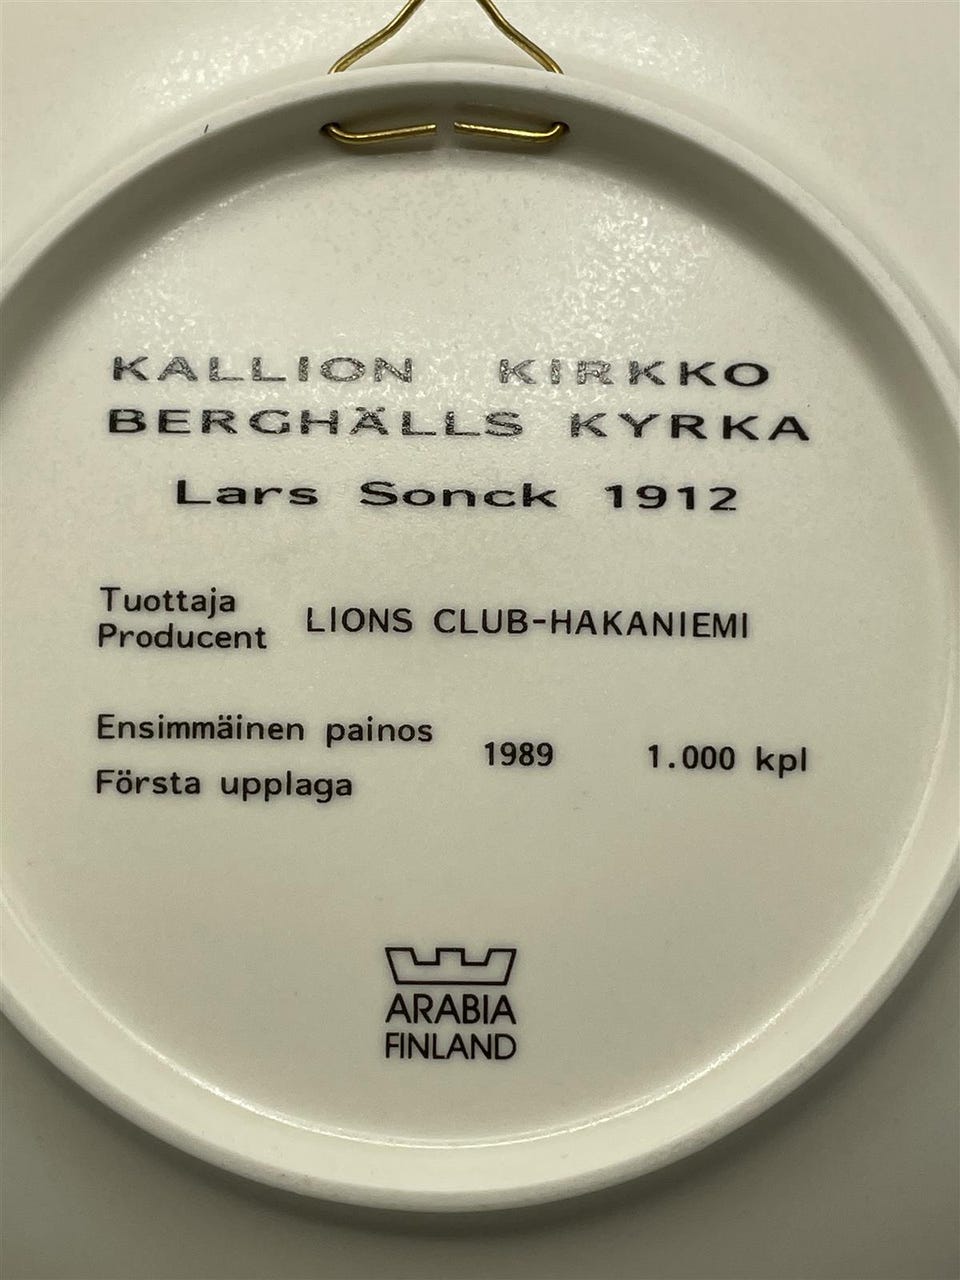 KALLION KIRKKO
BERGHÄLLS KYRKA
Lars Sonck 1912
Tuottaja
Producent
LIONS CLUB-HAKANIEMI
Ensimmäinen painos
Första upplaga
1989 1.000 kpl
ARABIA
FINLAND